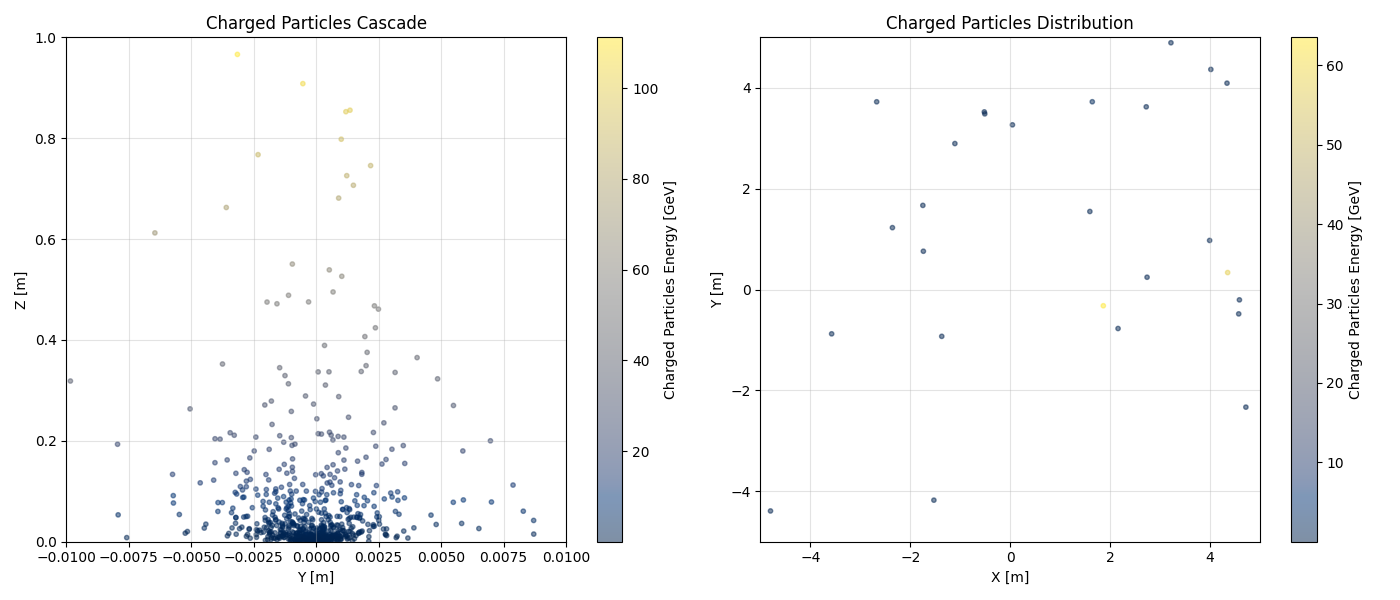 Charged Particles Cascade
1.0
0.8
0.6
0.4
0.2
0.0
Z [m]
−0.0100 −0.0075 −0.0050 −0.0025 0.0000 0.0025 0.0050 0.0075 0.0100
Y [m]
100
80
60
40
20
Charged Particles Energy [GeV]
Charged Particles Distribution
4
2
0
−2
−4
Y [m]
−4 −2 0 2 4
X [m]
60
50
40
30
20
10
Charged Particles Energy [GeV]